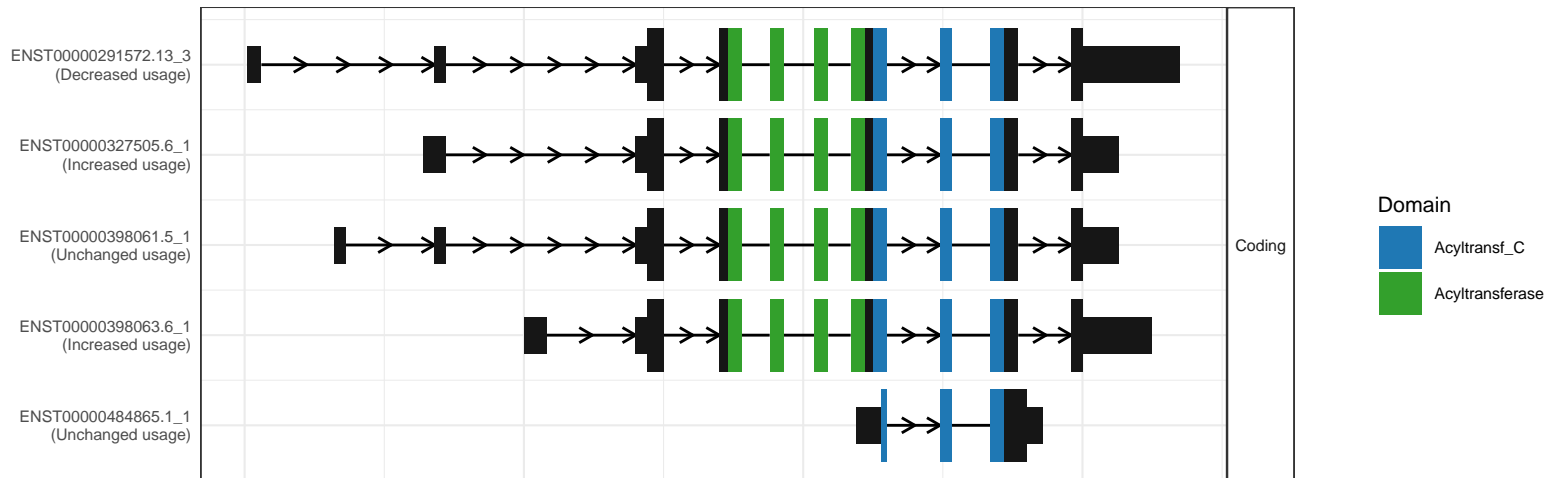 ENST00000291572.13_3
(Decreased usage)
ENST00000327505.6_1
(Increased usage)
ENST00000398061.5_1
(Unchanged usage)
ENST00000398063.6_1
(Increased usage)
ENST00000484865.1_1
(Unchanged usage)
Coding
Domain
Acyltransf_C
Acyltransferase